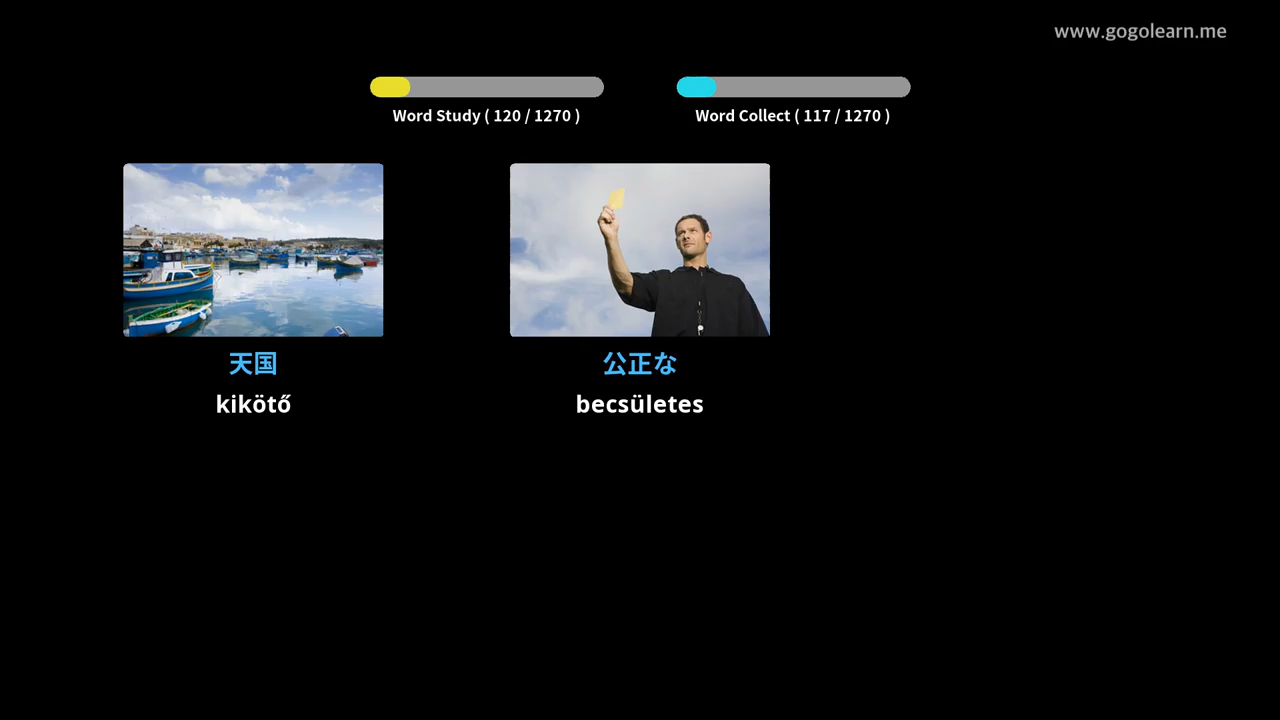 www.gogolearn.me
Word Study ( 120 / 1270 )
Word Collect ( 117 / 1270 )
天国
kikötő
公正な
becsületes